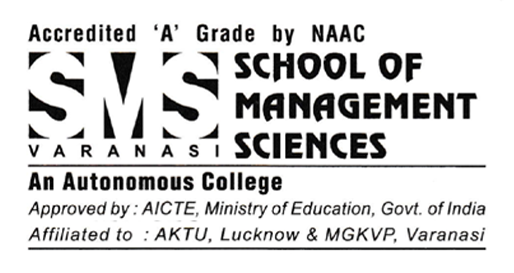 Accredited 'A' Grade by NAAC
SMS SCHOOL OF
MANAGEMENT
VARANASI SCIENCES
An Autonomous College
Approved by : AICTE, Ministry of Education, Govt. of India
Affiliated to : AKTU, Lucknow & MGKVP, Varanasi